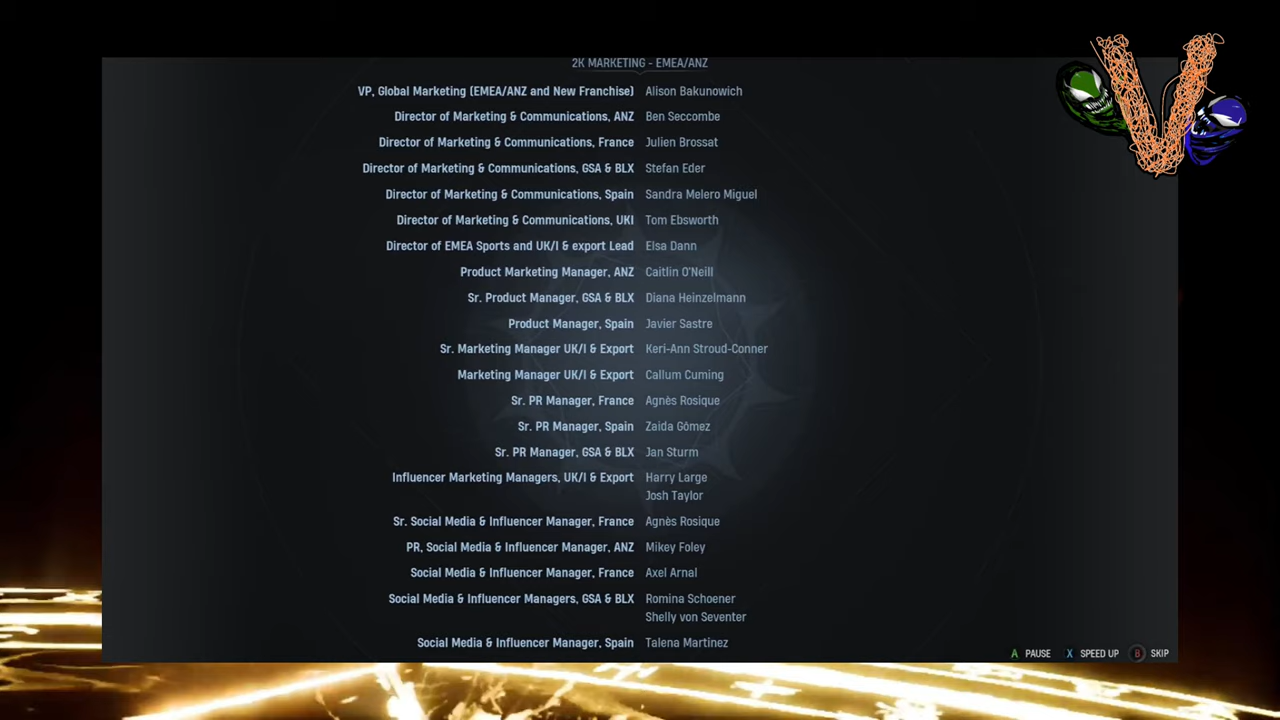 2K MARKETING - EMEA/ANZ
VP, Global Marketing (EMEA/ANZ and New Franchise) Alison Bakunowich
Director of Marketing & Communications, ANZ Ben Seccombe
Director of Marketing & Communications, France Julien Brossat
Director of Marketing & Communications, GSA & BLX Stefan Eder
Director of Marketing & Communications, Spain Sandra Melero Miguel
Director of Marketing & Communications, UKI Tom Ebsworth
Director of EMEA Sports and UK/I & export Lead Elsa Dann
Product Marketing Manager, ANZ Caitlin O'Neill
Sr. Product Manager, GSA & BLX Diana Heinzelmann
Product Manager, Spain Javier Sastre
Sr. Marketing Manager UK/I & Export Keri-Ann Stroud-Conner
Marketing Manager UK/I & Export Callum Cuming
Sr. PR Manager, France Agnès Rosique
Sr. PR Manager, Spain Zaida Gómez
Sr. PR Manager, GSA & BLX Jan Sturm
Influencer Marketing Managers, UK/I & Export Harry Large
Josh Taylor
Sr. Social Media & Influencer Manager, France Agnès Rosique
PR, Social Media & Influencer Manager, ANZ Mikey Foley
Social Media & Influencer Manager, France Axel Arnal
Social Media & Influencer Managers, GSA & BLX Romina Schoener
Shelly von Seventer
Social Media & Influencer Manager, Spain Talena Martinez
A PAUSE X SPEED UP B SKIP
V